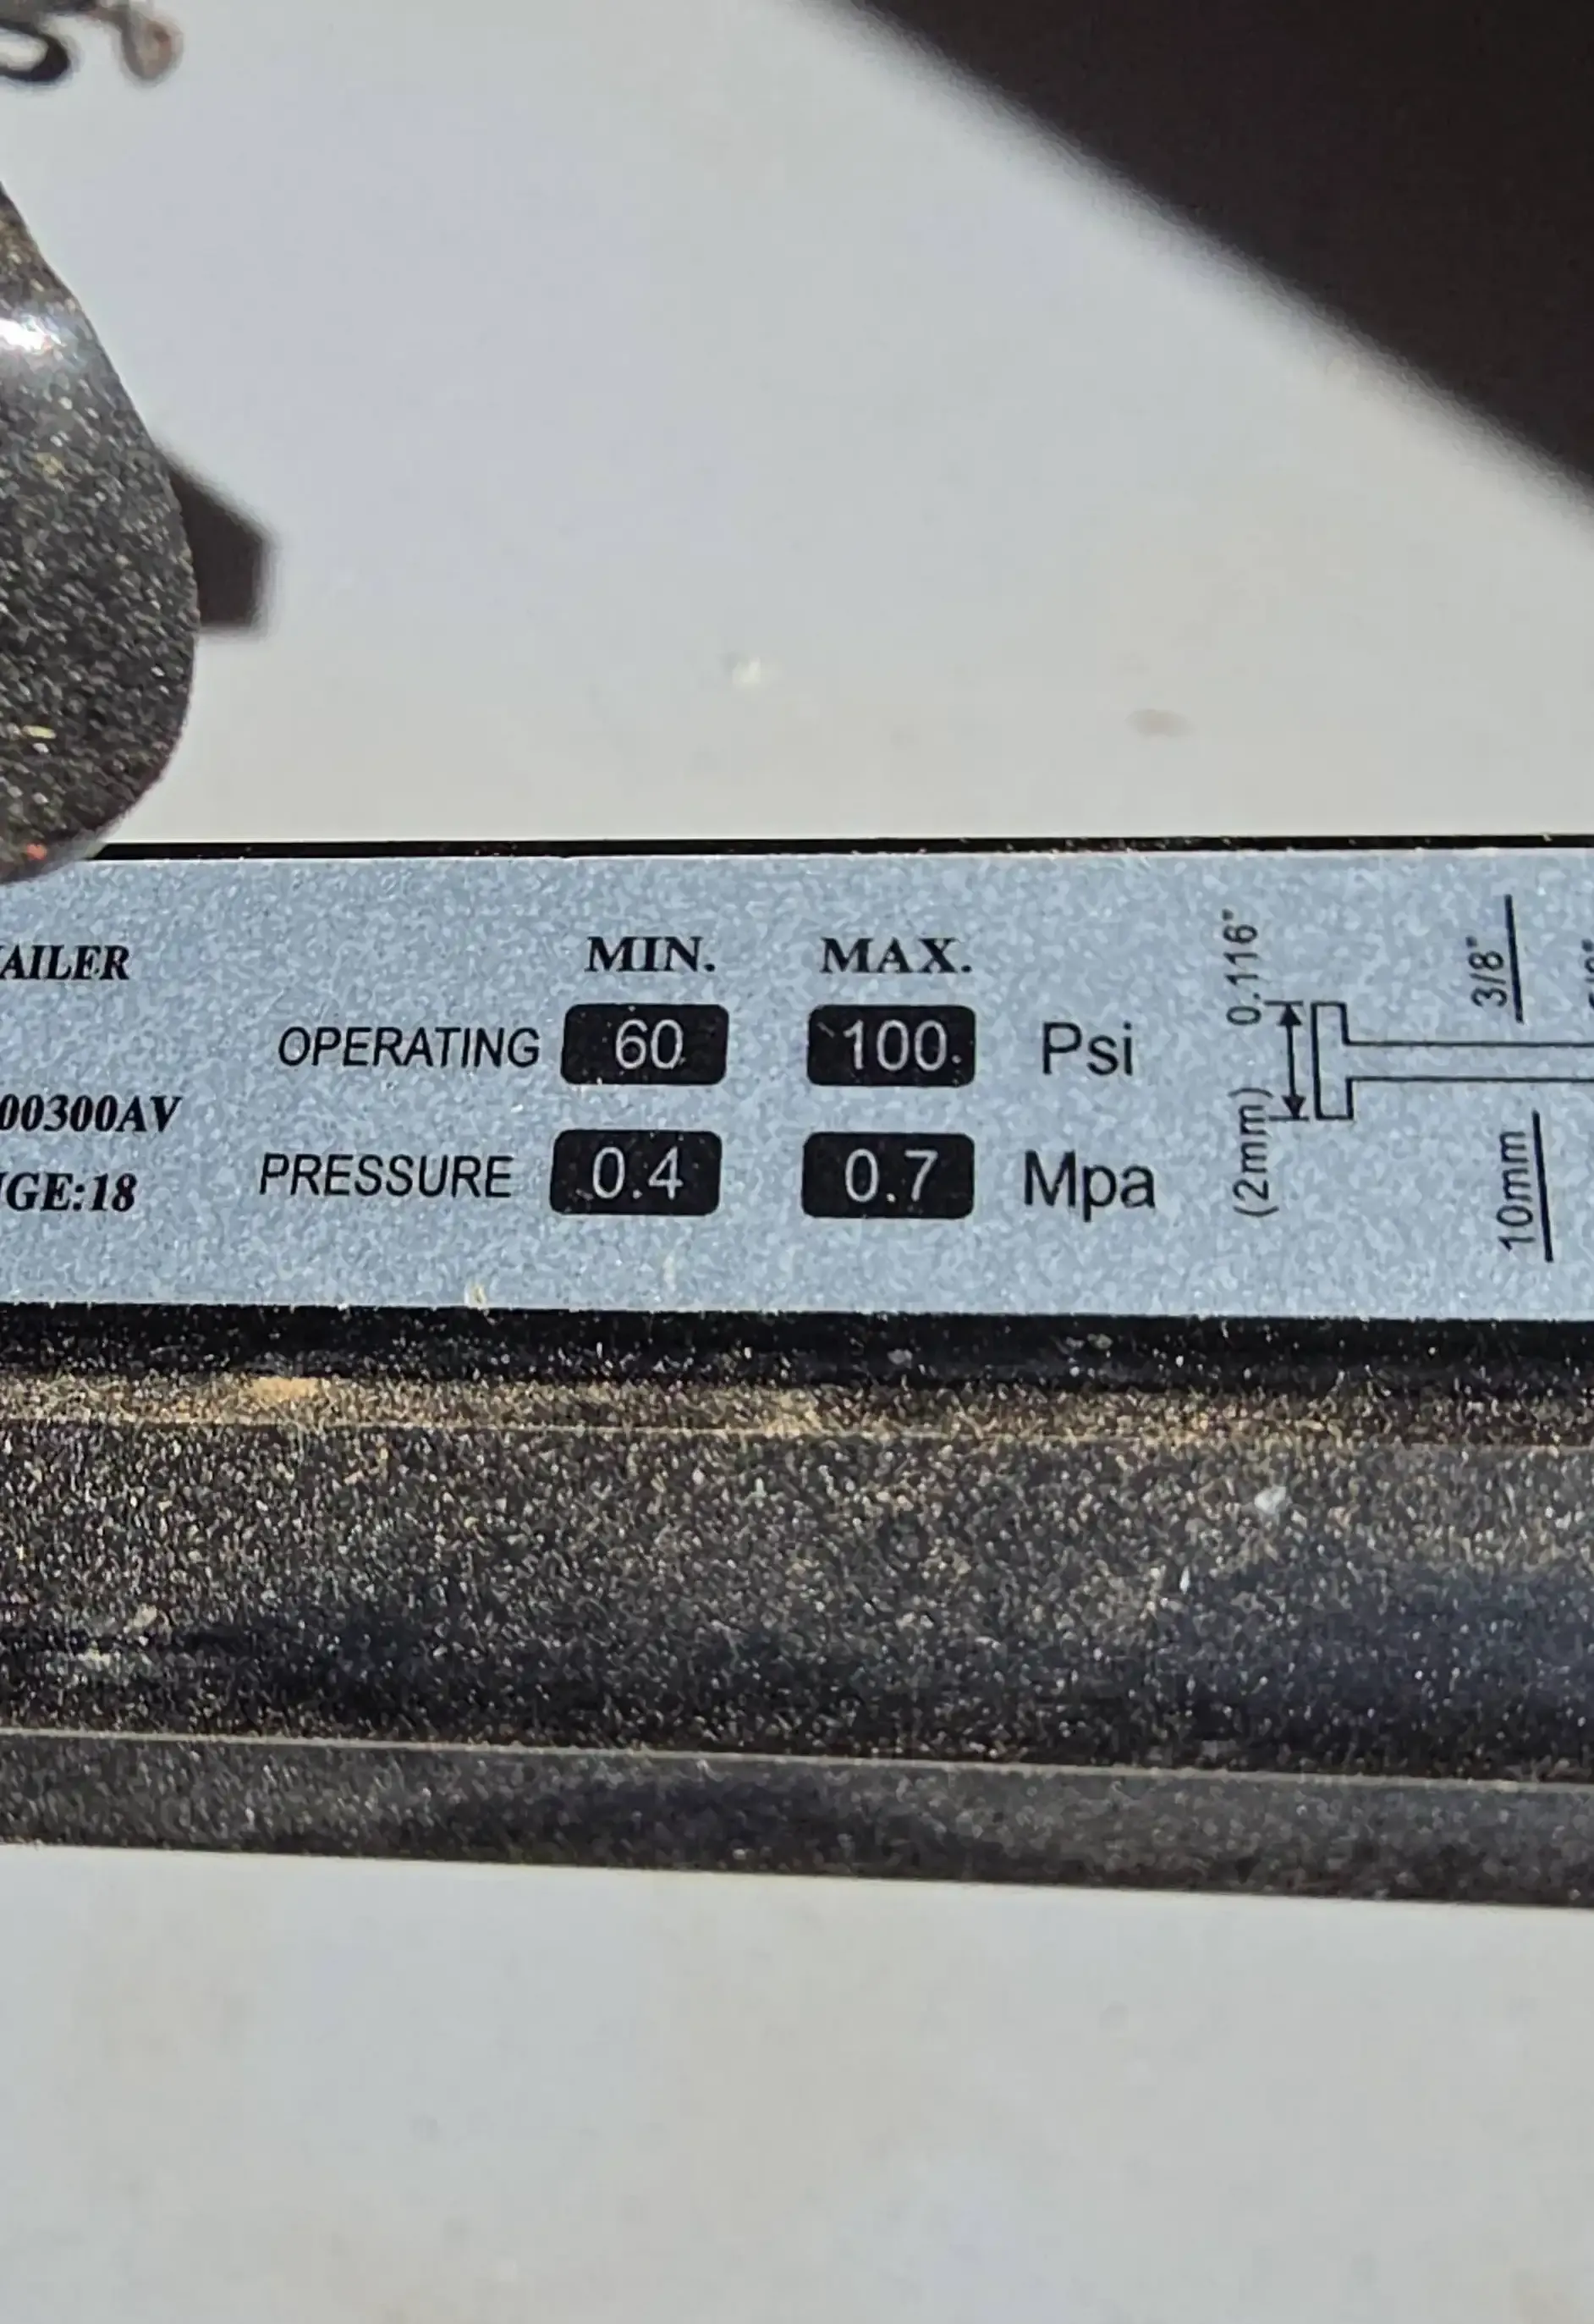 AILER
00300AV
GE:18
MIN. MAX.
OPERATING 60 100 Psi
PRESSURE 0.4 0.7 Mpa
0.116"
(2mm)
3/8"
10mm